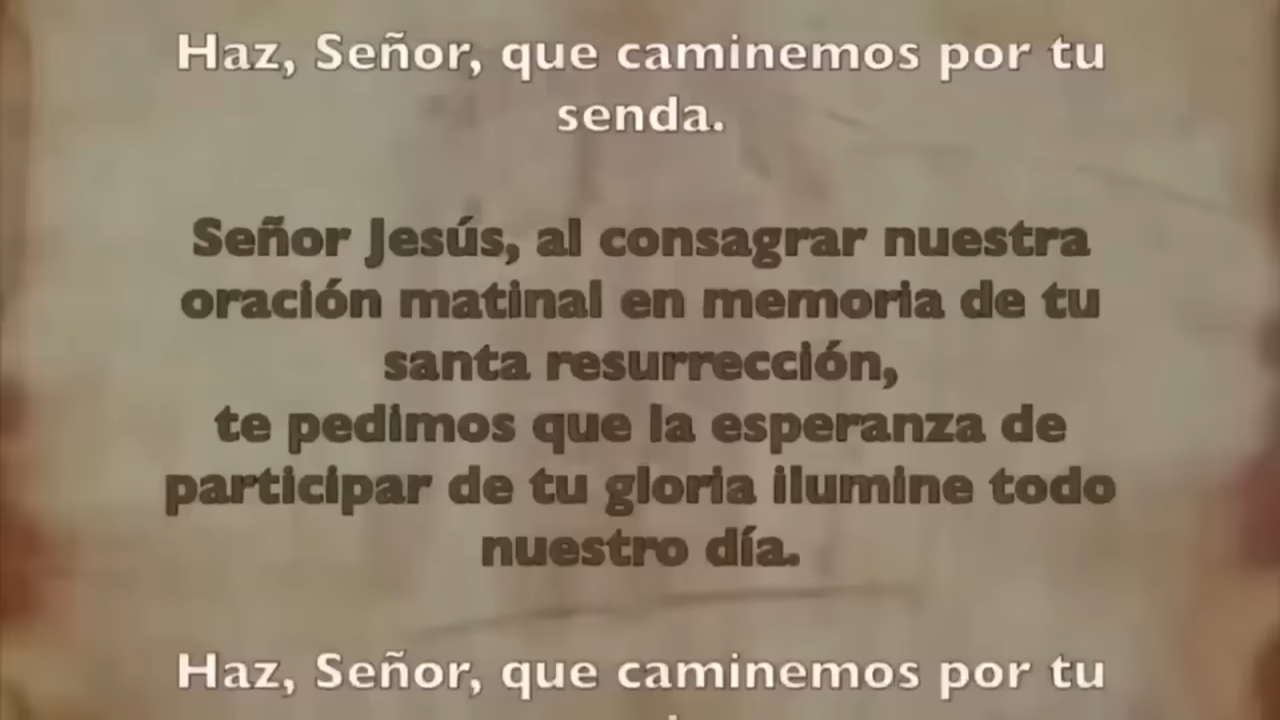 Haz, Señor, que caminemos por tu
senda.
Señor Jesús, al consagrar nuestra
oración matinal en memoria de tu
santa resurrección,
te pedimos que la esperanza de
participar de tu gloria ilumine todo
nuestro día.
Haz, Señor, que caminemos por tu